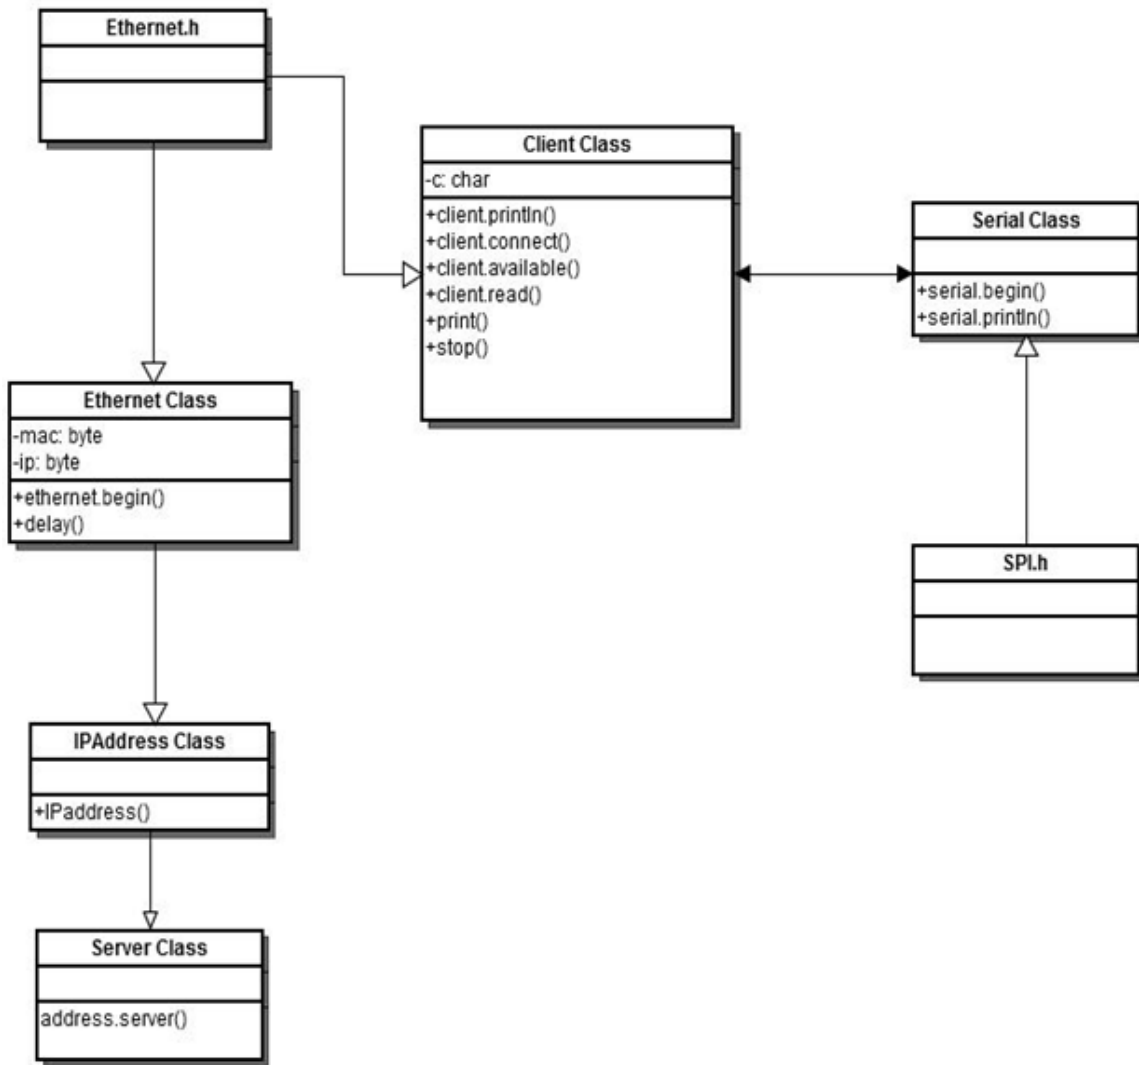 Ethernet.h
Client Class
-c: char
+client.println()
+client.connect()
+client.available()
+client.read()
+print()
+stop()
Serial Class
+serial.begin()
+serial.println()
Ethernet Class
-mac: byte
-ip: byte
+ethernet.begin()
+delay()
SPI.h
IPAddress Class
+IPaddress()
Server Class
address.server()